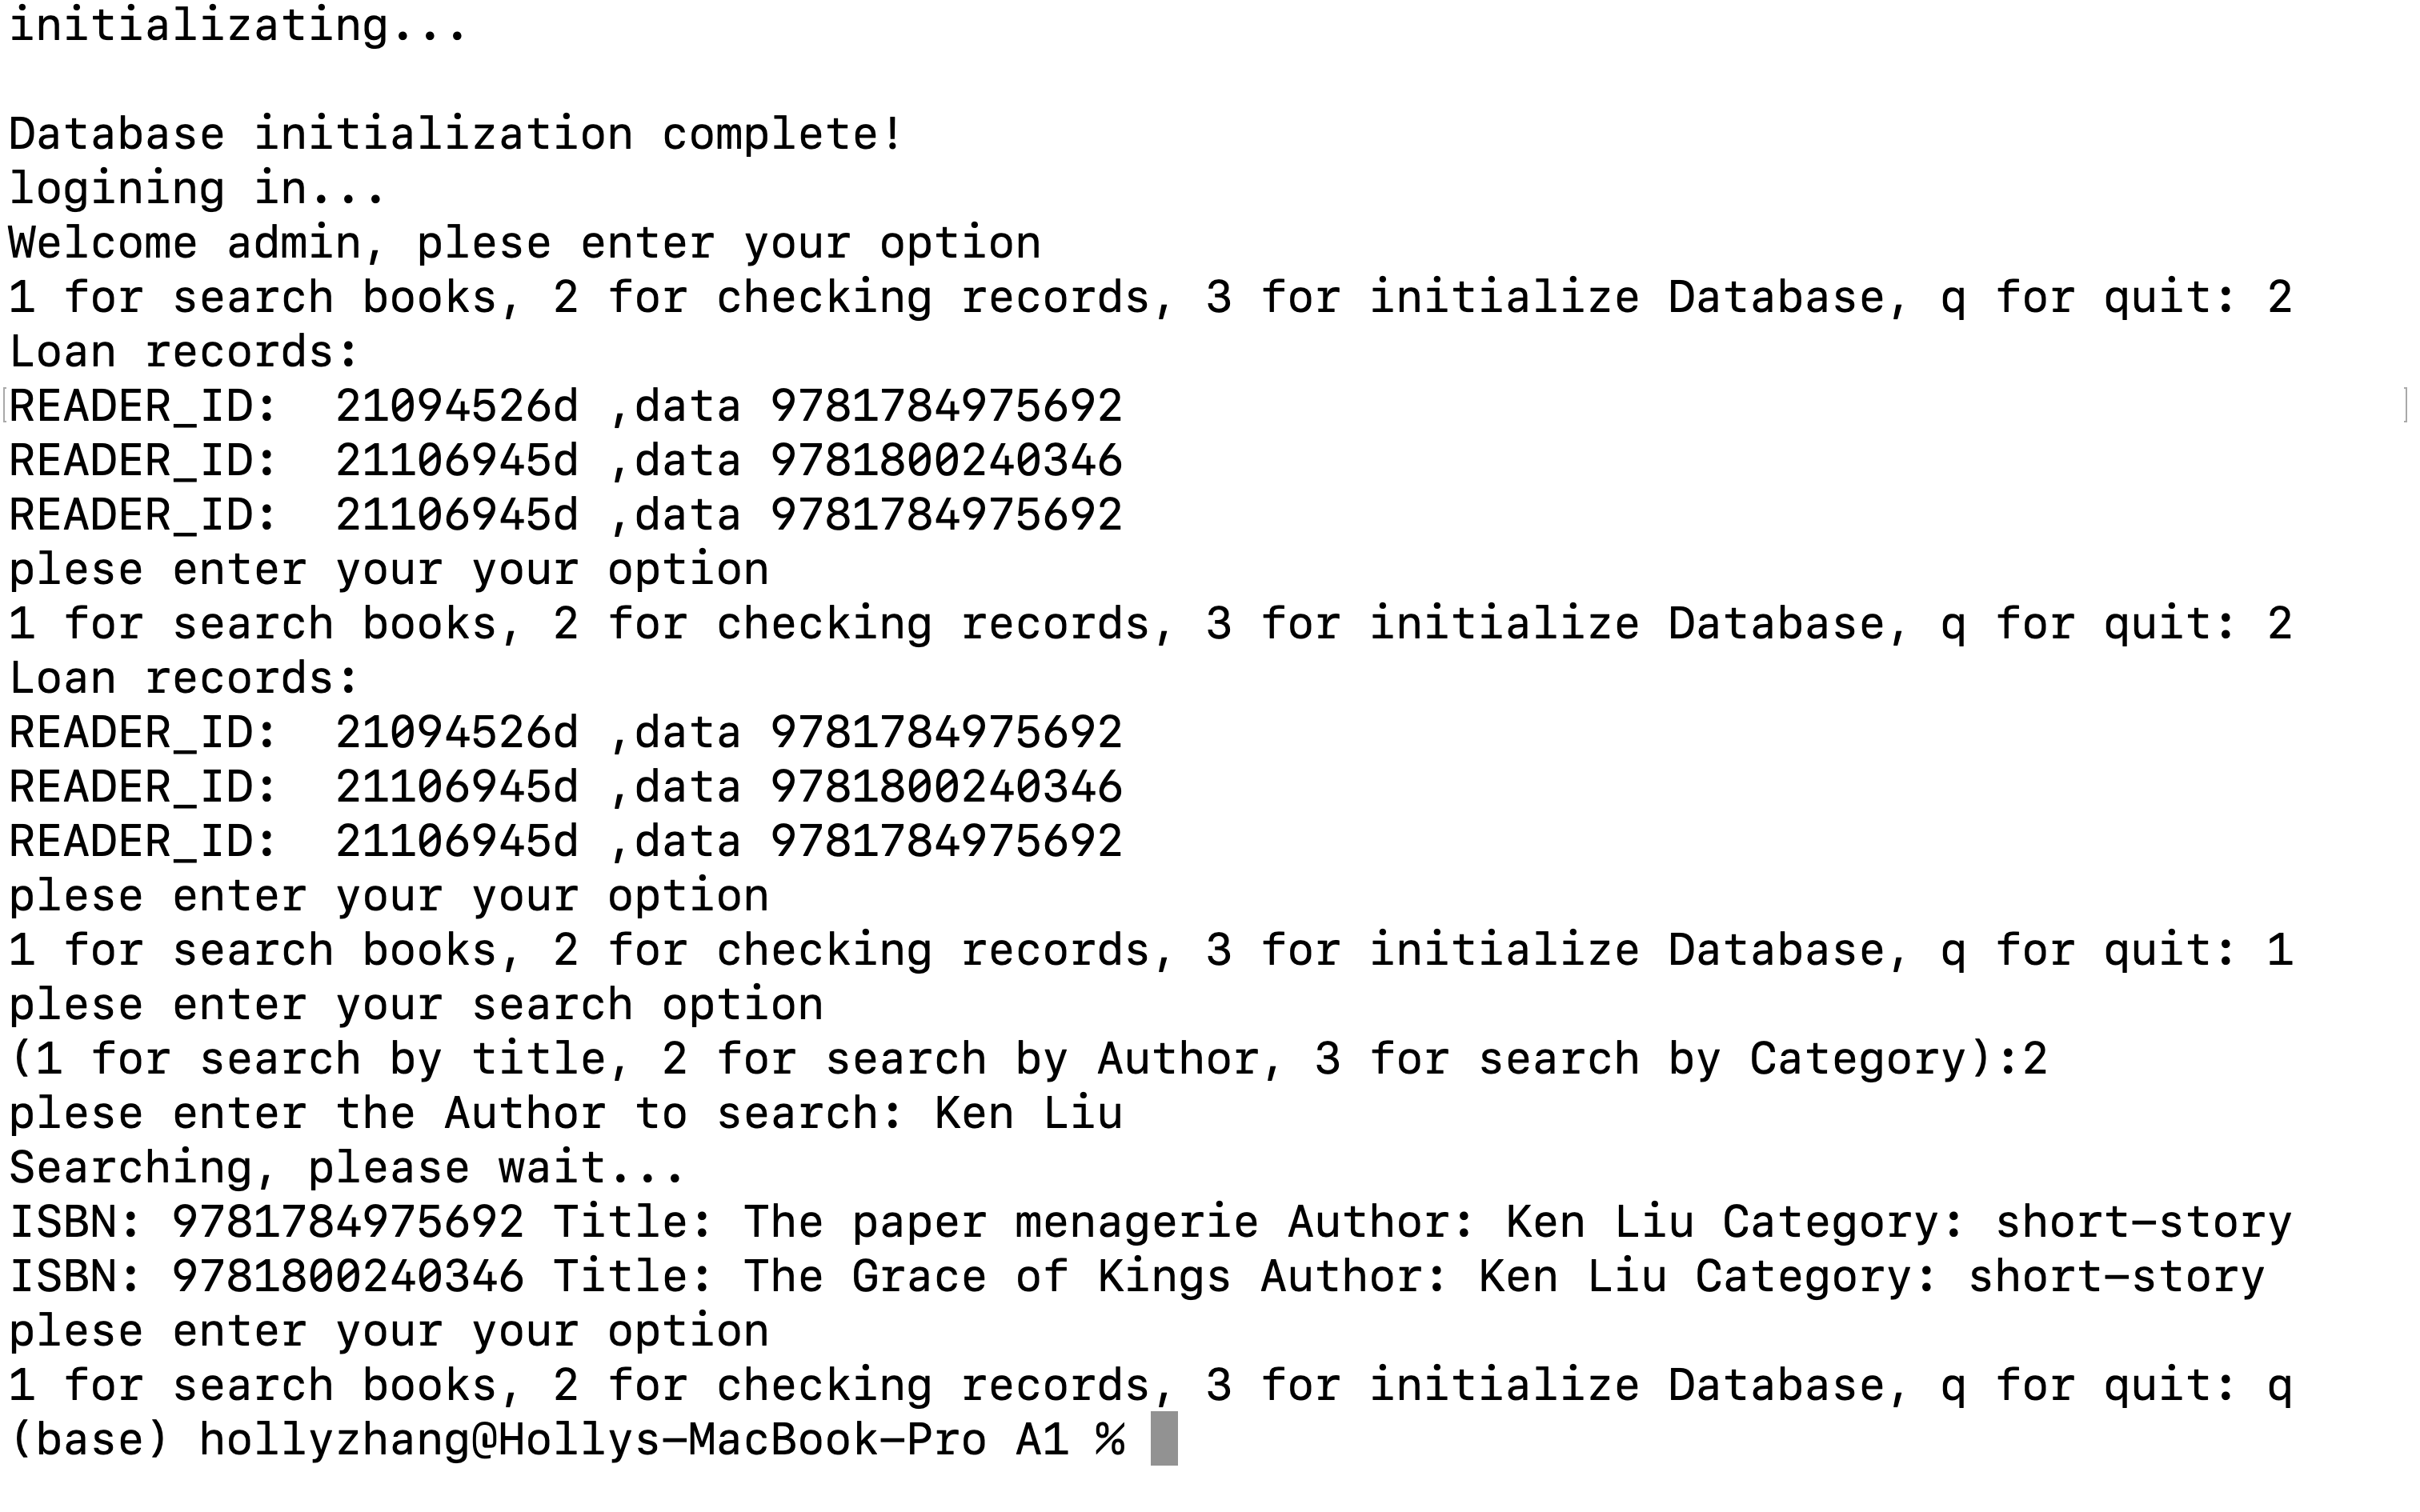 initializating...
Database initialization complete!
logining in...
Welcome admin, plese enter your option
1 for search books, 2 for checking records, 3 for initialize Database, q for quit: 2
Loan records:
READER_ID:  21094526d ,data 9781784975692
READER_ID:  21106945d ,data 9781800240346
READER_ID:  21106945d ,data 9781784975692
plese enter your your option
1 for search books, 2 for checking records, 3 for initialize Database, q for quit: 2
Loan records:
READER_ID:  21094526d ,data 9781784975692
READER_ID:  21106945d ,data 9781800240346
READER_ID:  21106945d ,data 9781784975692
plese enter your your option
1 for search books, 2 for checking records, 3 for initialize Database, q for quit: 1
plese enter your search option
(1 for search by title, 2 for search by Author, 3 for search by Category):2
plese enter the Author to search: Ken Liu
Searching, please wait...
ISBN: 9781784975692 Title: The paper menagerie Author: Ken Liu Category: short-story
ISBN: 9781800240346 Title: The Grace of Kings Author: Ken Liu Category: short-story
plese enter your your option
1 for search books, 2 for checking records, 3 for initialize Database, q for quit: q
(base) hollyzhang@Hollys-MacBook-Pro A1 %